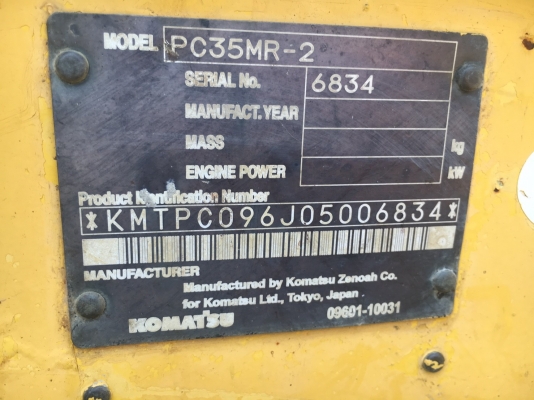 MODEL PC35MR-2
SERIAL No. 6834
MANUFACT.YEAR
MASS kg
ENGINE POWER kW
Product Identification Number
*KMTPC096J05006834*
MANUFACTURER
Manufactured by Komatsu Zenoah Co.
for Komatsu Ltd., Tokyo, Japan
KOMATSU 09601-10031